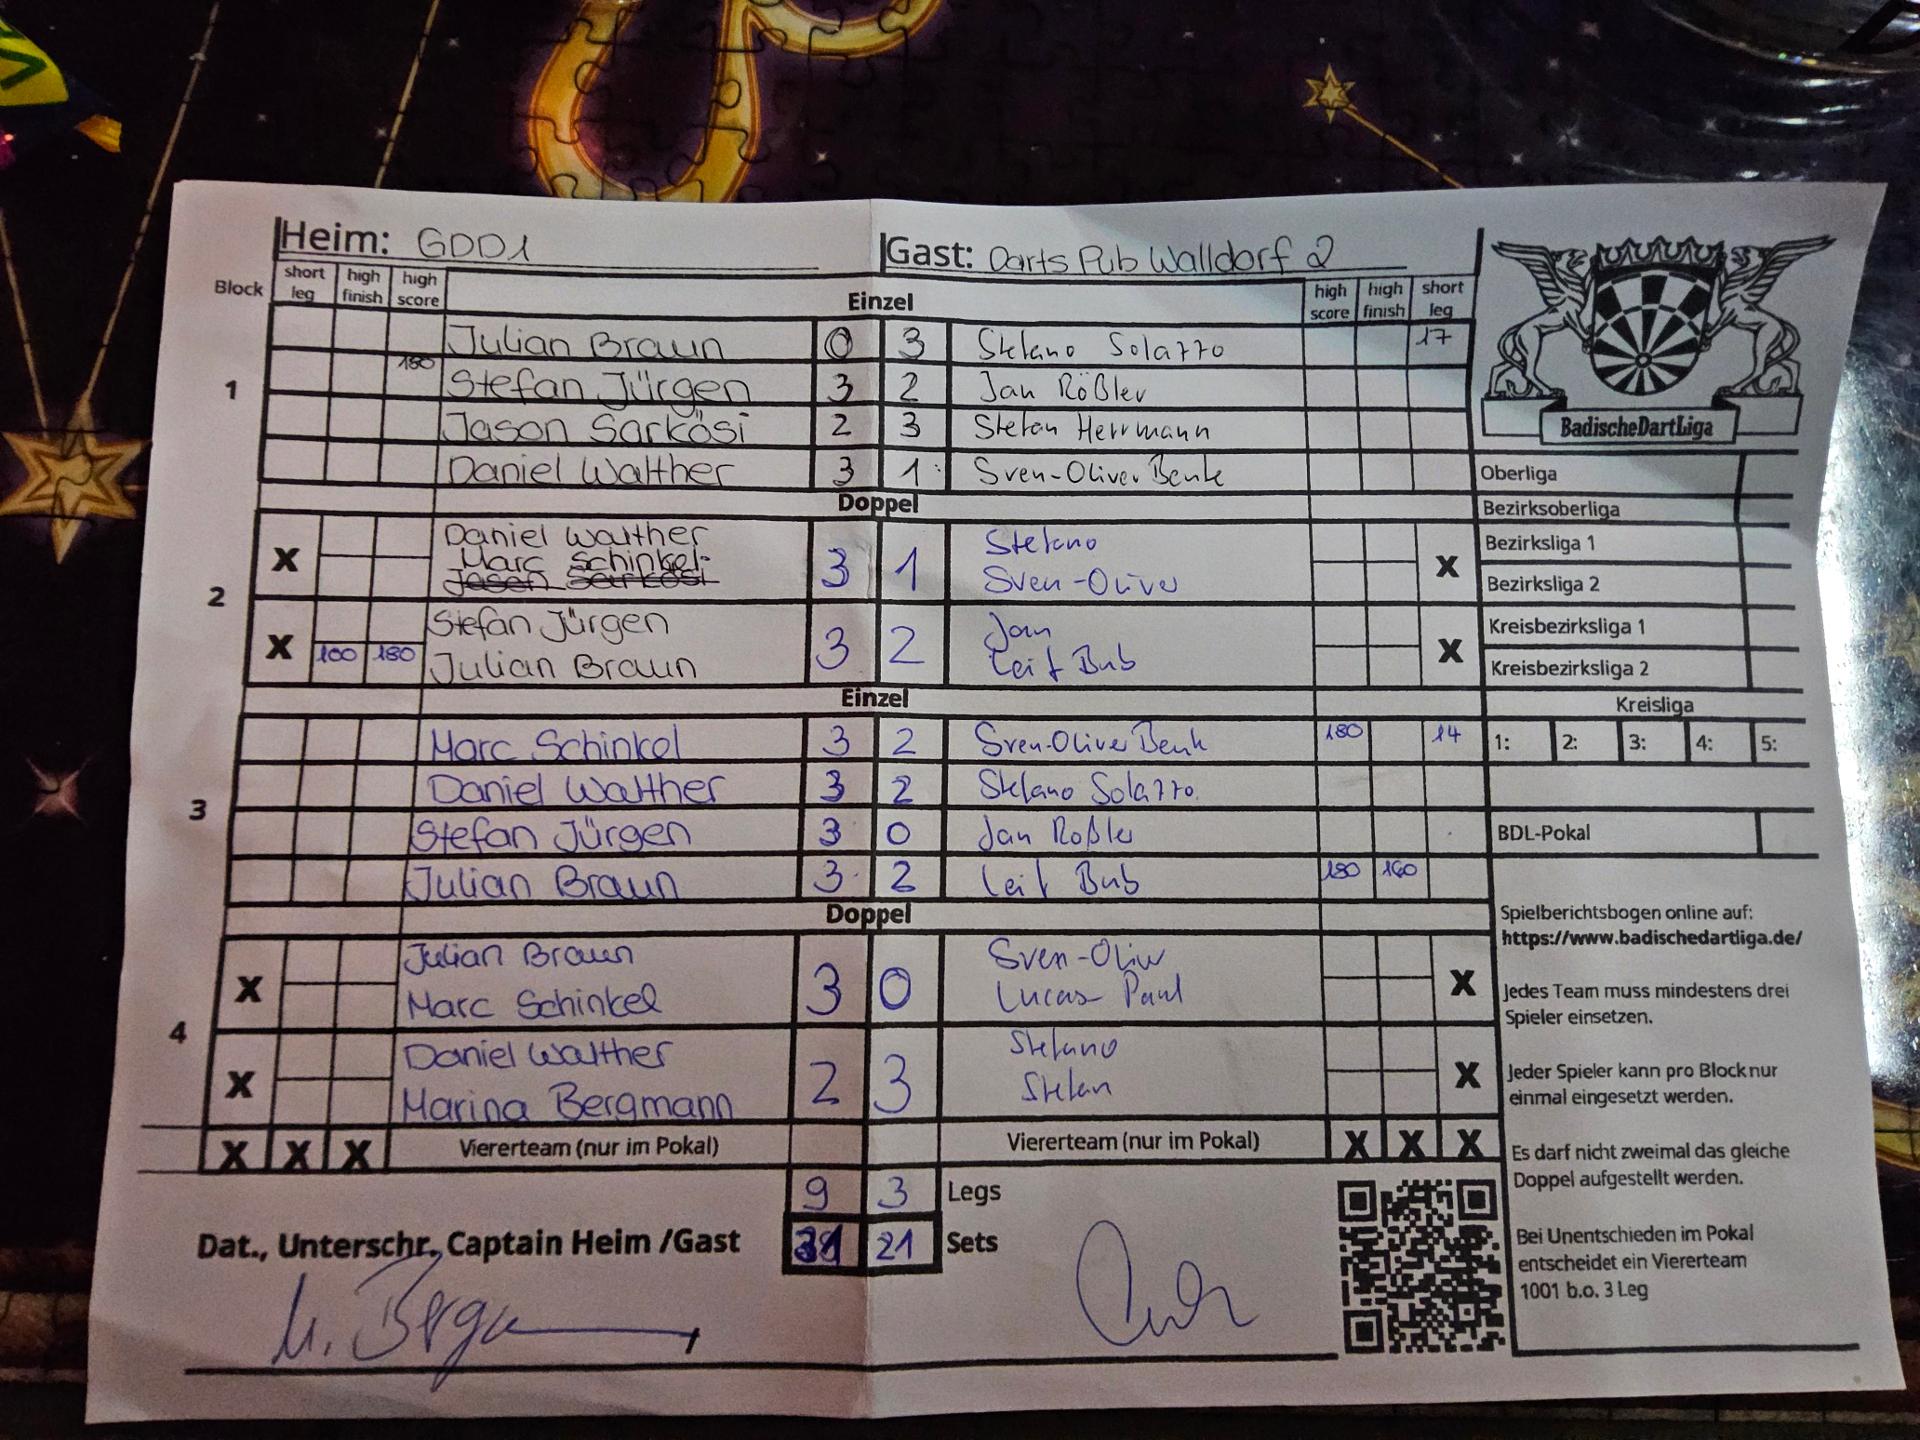 Heim: GDD1 Gast: Darts Pub Walldorf 2
Block short leg high finish high score Einzel high score high finish short leg
1
Julian Braun 0 3 Stefano Solazzo 17
180 Stefan Jürgen 3 2 Jan Rößler
Jason Sarkösi 2 3 Stefan Herrmann
Daniel Walther 3 1 Sven-Oliver Benk
Doppel
2
Daniel Walther Stefano
X Marc Schinkel 3 1 Sven-Oliver X
Jason Sarkösi
Stefan Jürgen Jan
X 100 180 Julian Braun 3 2 Leif Bub X
Einzel
3
Marc Schinkel 3 2 Sven-Oliver Benk 180 14
Daniel Walther 3 2 Stefano Solazzo
Stefan Jürgen 3 0 Jan Roßler
Julian Braun 3 2 Leif Bub 180 160
Doppel
4
Julian Braun Sven-Oliver
X Marc Schinkel 3 0 Lucas Paul X
Daniel Walther Stefano
X Marina Bergmann 2 3 Stefan X
X X X Viererteam (nur im Pokal) Viererteam (nur im Pokal) X X X
9 3 Legs
Dat., Unterschr. Captain Heim /Gast 21 Sets
M. Bergm
BadischeDartLiga
Oberliga
Bezirksoberliga
Bezirksliga 1
Bezirksliga 2
Kreisbezirksliga 1
Kreisbezirksliga 2
Kreisliga
1: 2: 3: 4: 5:
BDL-Pokal
Spielberichtsbogen online auf:
https://www.badischedartliga.de/
Jedes Team muss mindestens drei
Spieler einsetzen.
Jeder Spieler kann pro Block nur
einmal eingesetzt werden.
Es darf nicht zweimal das gleiche
Doppel aufgestellt werden.
Bei Unentschieden im Pokal
entscheidet ein Viererteam
1001 b.o. 3 Leg